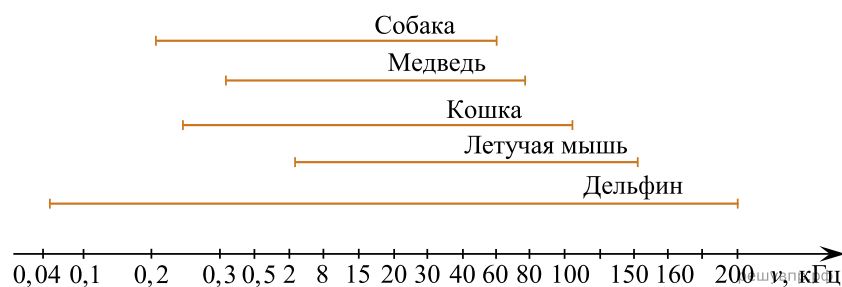 Собака
Медведь
Кошка
Летучая мышь
Дельфин
0,04 0,1 0,2 0,3 0,5 2 8 15 20 30 40 60 80 100 150 160 200 ν, кГц